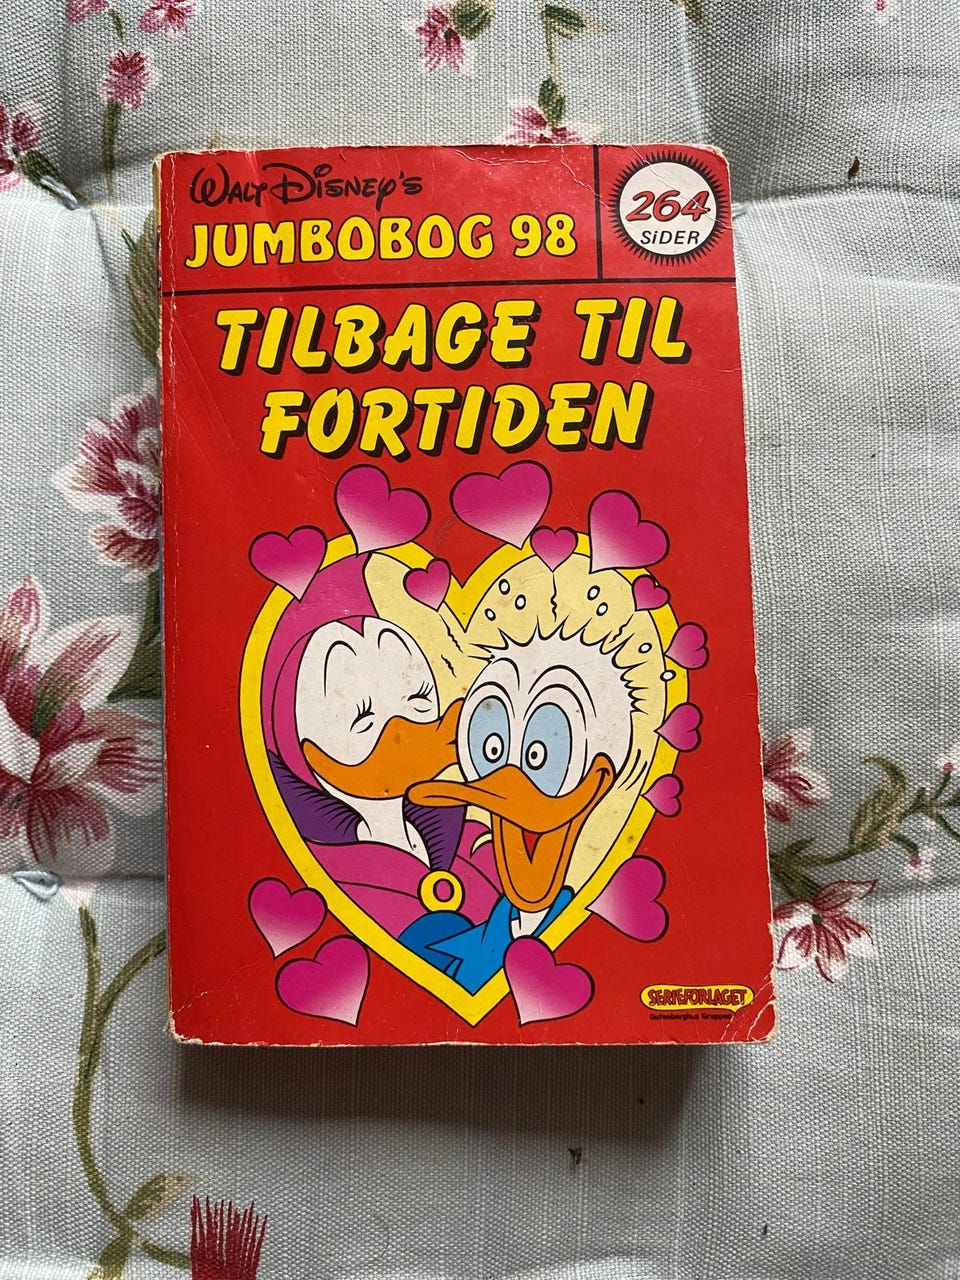 WALT DISNEY'S
JUMBOBOG 98
264
SiDER
TILBAGE TIL
FORTIDEN
SERIEFORLAGET
Gutenberghus Gruppen